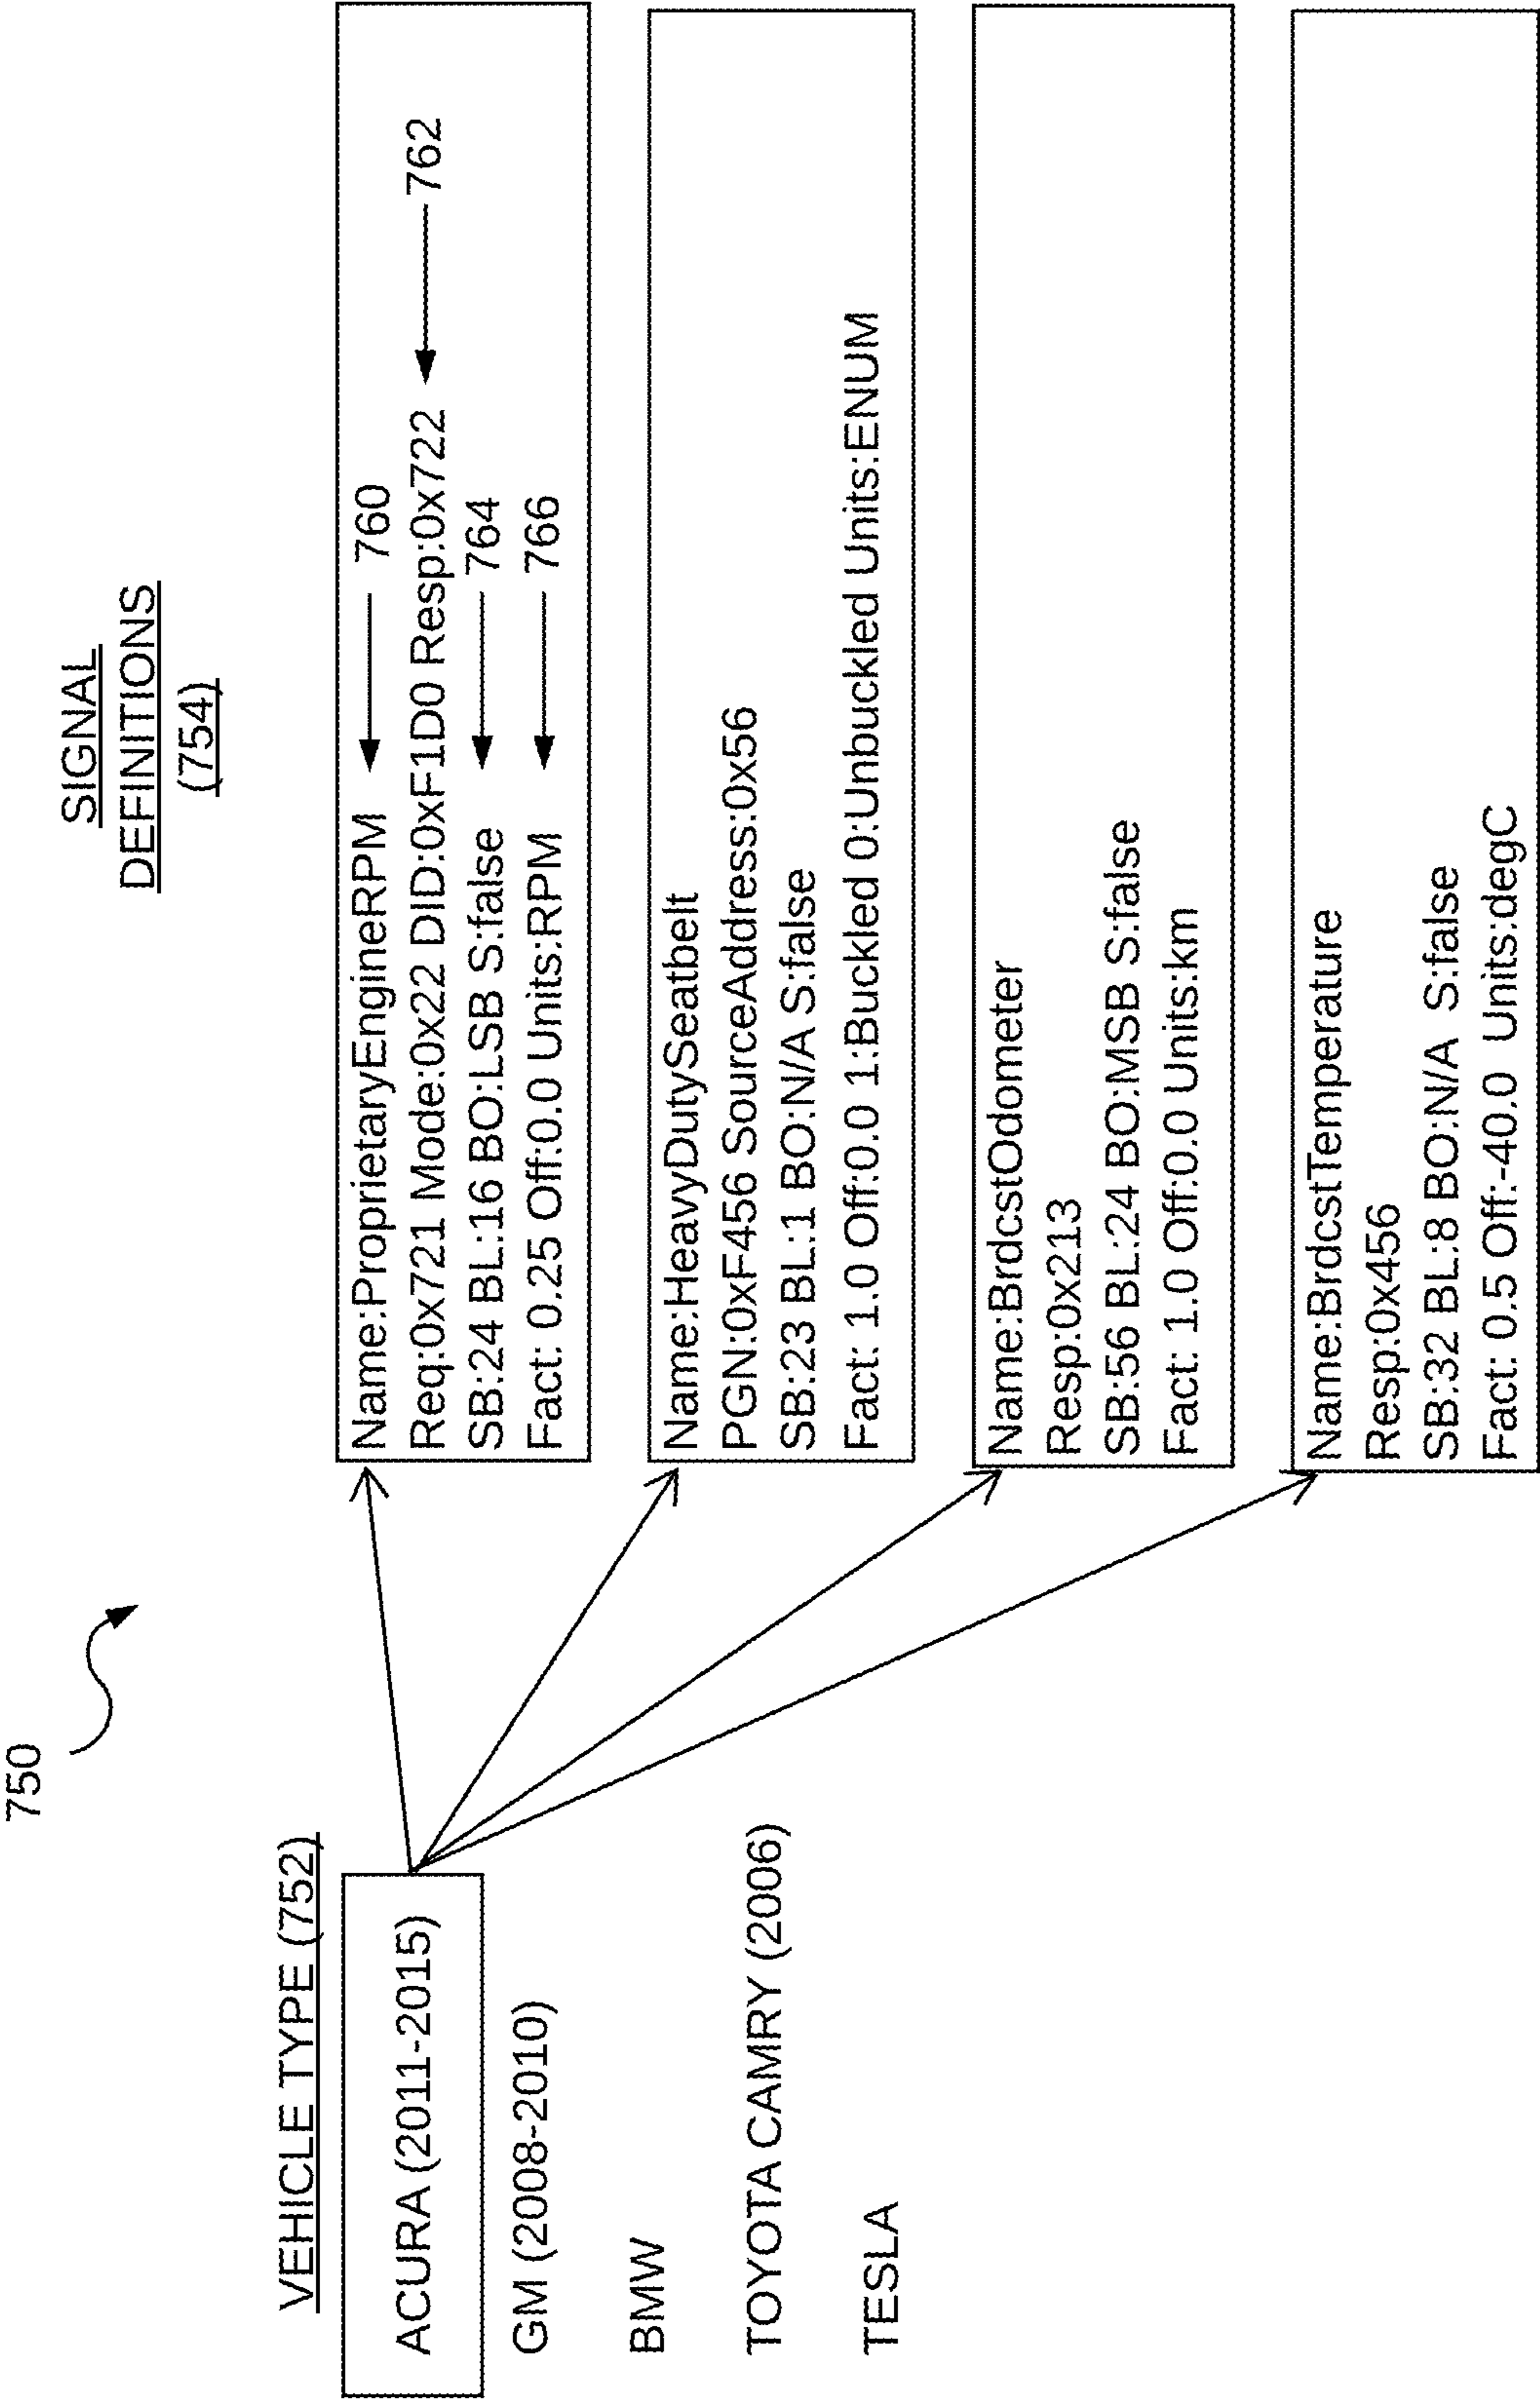 750
VEHICLE TYPE (752)
ACURA (2011-2015)
GM (2008-2010)
BMW
TOYOTA CAMRY (2006)
TESLA
SIGNAL
DEFINITIONS
(754)
Name:ProprietaryEngineRPM 760
Req:0x721 Mode:0x22 DID:0xF1D0 Resp:0x722 762
SB:24 BL:16 BO:LSB S:false 764
Fact: 0.25 Off:0.0 Units:RPM 766
Name:HeavyDutySeatbelt
PGN:0xF456 SourceAddress:0x56
SB:23 BL:1 BO:N/A S:false
Fact: 1.0 Off:0.0 1:Buckled 0:Unbuckled Units:ENUM
Name:BrdcstOdometer
Resp:0x213
SB:56 BL:24 BO:MSB S:false
Fact: 1.0 Off:0.0 Units:km
Name:BrdcstTemperature
Resp:0x456
SB:32 BL:8 BO:N/A S:false
Fact: 0.5 Off:-40.0 Units:degC